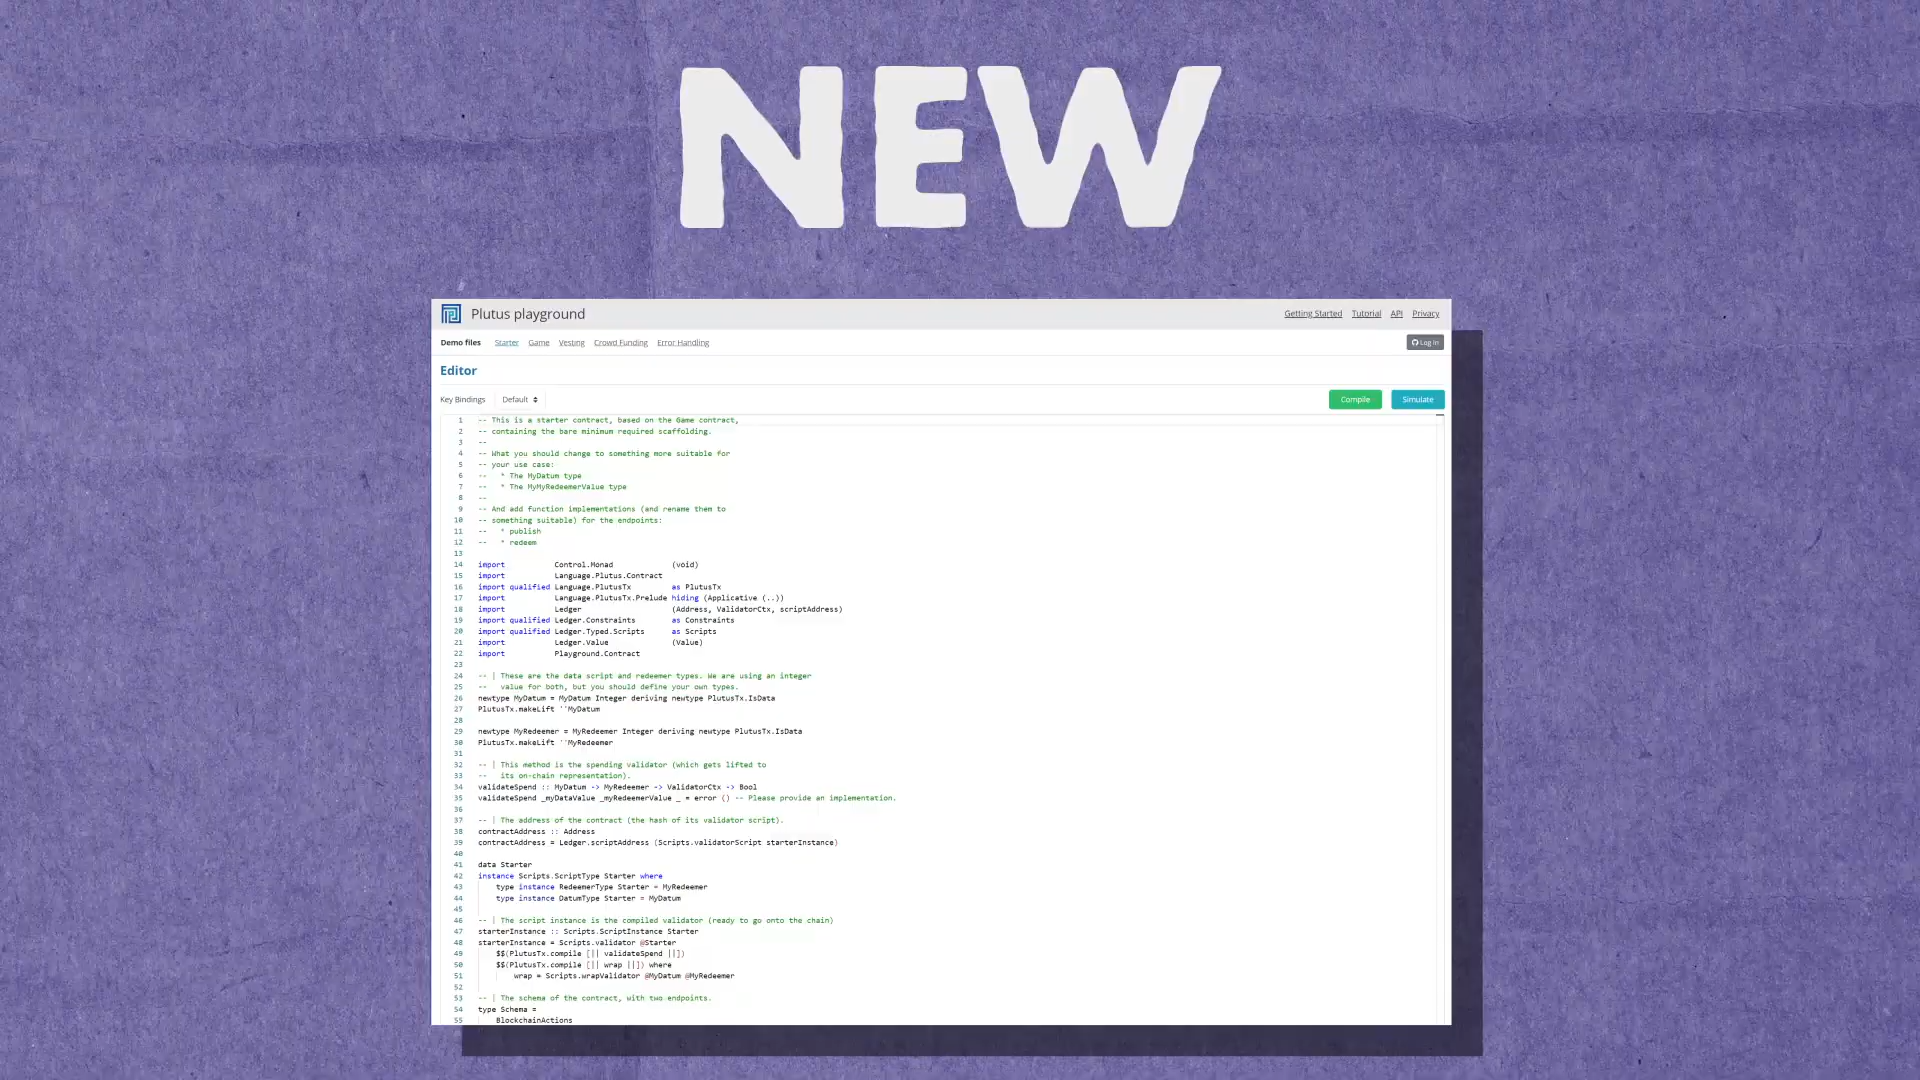 NEW
Plutus playground
Getting Started Tutorial API Privacy
Demo files Starter Game Vesting Crowd Funding Error Handling
Log In
Editor
Key Bindings Default
Compile Simulate
1 -- This is a starter contract, based on the Game contract,
2 -- containing the bare minimum required scaffolding.
3 --
4 -- What you should change to something more suitable for
5 -- your use case:
6 --   * The MyDatum type
7 --   * The MyMyRedeemerValue type
8 --
9 -- And add function implementations (and rename them to
10 -- something suitable) for the endpoints:
11 --   * publish
12 --   * redeem
13
14 import           Control.Monad             (void)
15 import           Language.Plutus.Contract
16 import qualified Language.PlutusTx         as PlutusTx
17 import           Language.PlutusTx.Prelude hiding (Applicative (..))
18 import           Ledger                    (Address, ValidatorCtx, scriptAddress)
19 import qualified Ledger.Constraints        as Constraints
20 import qualified Ledger.Typed.Scripts      as Scripts
21 import           Ledger.Value              (Value)
22 import           Playground.Contract
23
24 -- | These are the data script and redeemer types. We are using an integer
25 --   value for both, but you should define your own types.
26 newtype MyDatum = MyDatum Integer deriving newtype PlutusTx.IsData
27 PlutusTx.makeLift ''MyDatum
28
29 newtype MyRedeemer = MyRedeemer Integer deriving newtype PlutusTx.IsData
30 PlutusTx.makeLift ''MyRedeemer
31
32 -- | This method is the spending validator (which gets lifted to
33 --   its on-chain representation).
34 validateSpend :: MyDatum -> MyRedeemer -> ValidatorCtx -> Bool
35 validateSpend _myDataValue _myRedeemerValue _ = error () -- Please provide an implementation.
36
37 -- | The address of the contract (the hash of its validator script).
38 contractAddress :: Address
39 contractAddress = Ledger.scriptAddress (Scripts.validatorScript starterInstance)
40
41 data Starter
42 instance Scripts.ScriptType Starter where
43     type instance RedeemerType Starter = MyRedeemer
44     type instance DatumType Starter = MyDatum
45
46 -- | The script instance is the compiled validator (ready to go onto the chain)
47 starterInstance :: Scripts.ScriptInstance Starter
48 starterInstance = Scripts.validator @Starter
49     $$(PlutusTx.compile [|| validateSpend ||])
50     $$(PlutusTx.compile [|| wrap ||]) where
51         wrap = Scripts.wrapValidator @MyDatum @MyRedeemer
52
53 -- | The schema of the contract, with two endpoints.
54 type Schema =
55     BlockchainActions